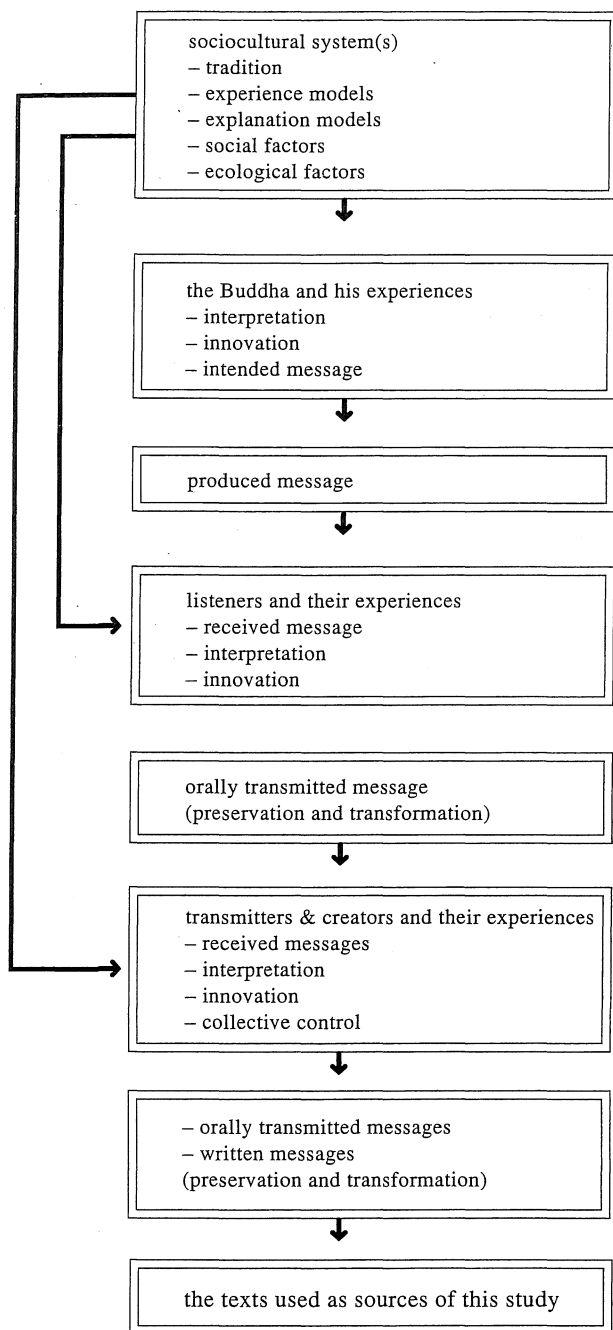 sociocultural system(s)
– tradition
– experience models
– explanation models
– social factors
– ecological factors
the Buddha and his experiences
– interpretation
– innovation
– intended message
produced message
listeners and their experiences
– received message
– interpretation
– innovation
orally transmitted message
(preservation and transformation)
transmitters & creators and their experiences
– received messages
– interpretation
– innovation
– collective control
– orally transmitted messages
– written messages
(preservation and transformation)
the texts used as sources of this study